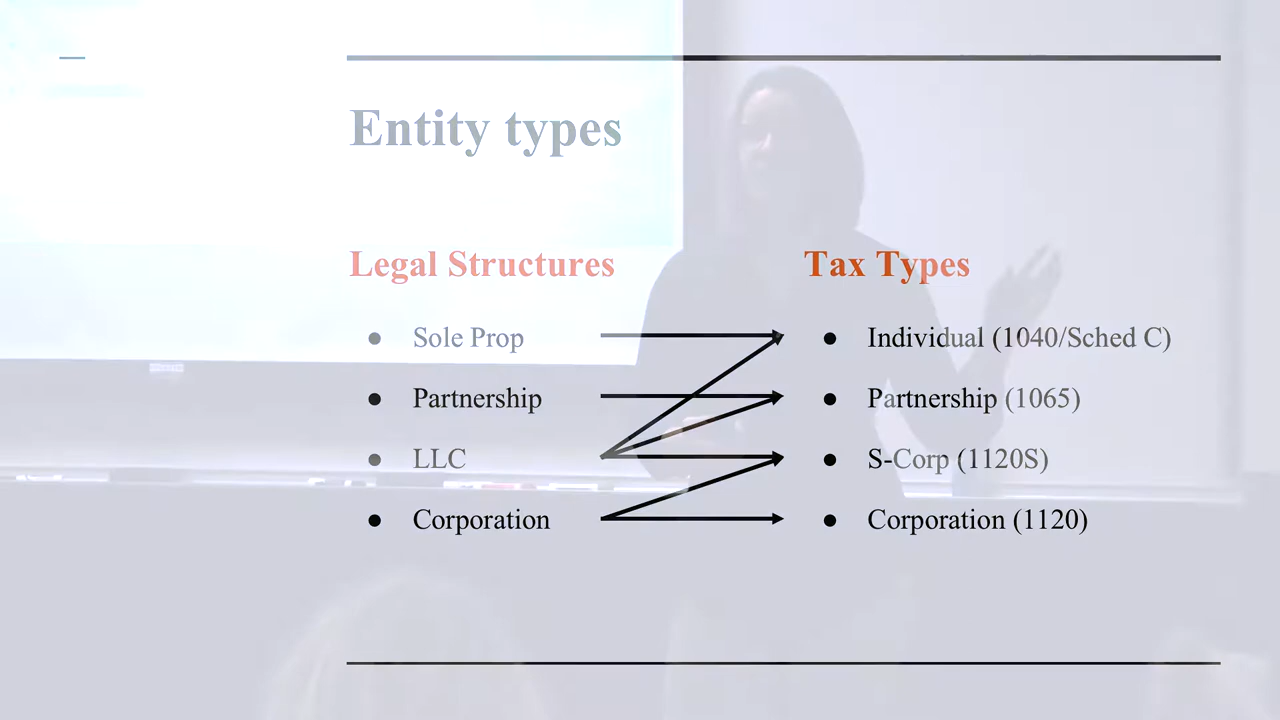 Entity types
Legal Structures
Tax Types
● Sole Prop
● Individual (1040/Sched C)
● Partnership
● Partnership (1065)
● LLC
● S-Corp (1120S)
● Corporation
● Corporation (1120)